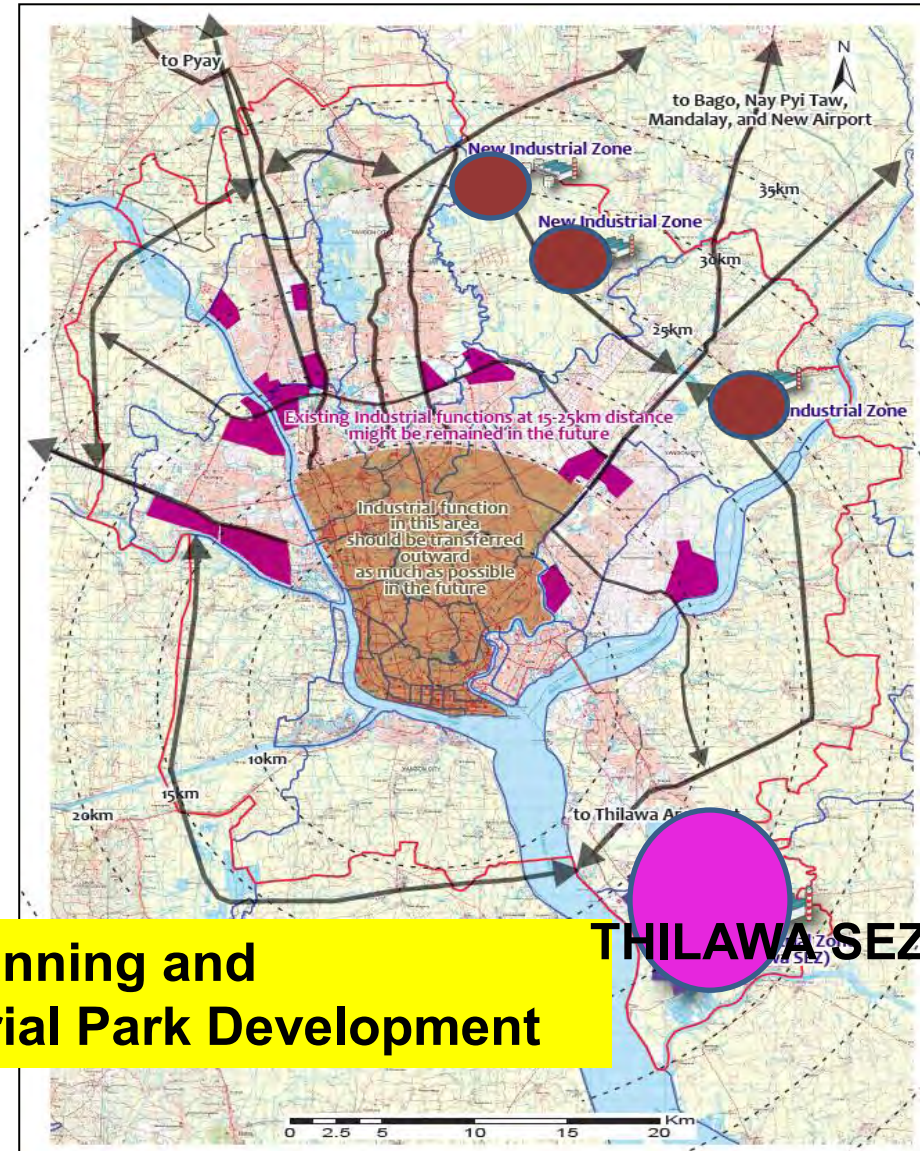 to Pyay
N
to Bago, Nay Pyi Taw,
Mandalay, and New Airport
New Industrial Zone
35km
New Industrial Zone
30km
25km
ndustrial Zone
Existing Industrial functions at 15-25km distance
might be remained in the future
Industrial function
in this area
should be transferred
outward
as much as possible
in the future
10km
15km
20km
to Thilawa
THILAWA SEZ
Zone
SEZ)
nning and
rial Park Development
Km
0 2.5 5 10 15 20